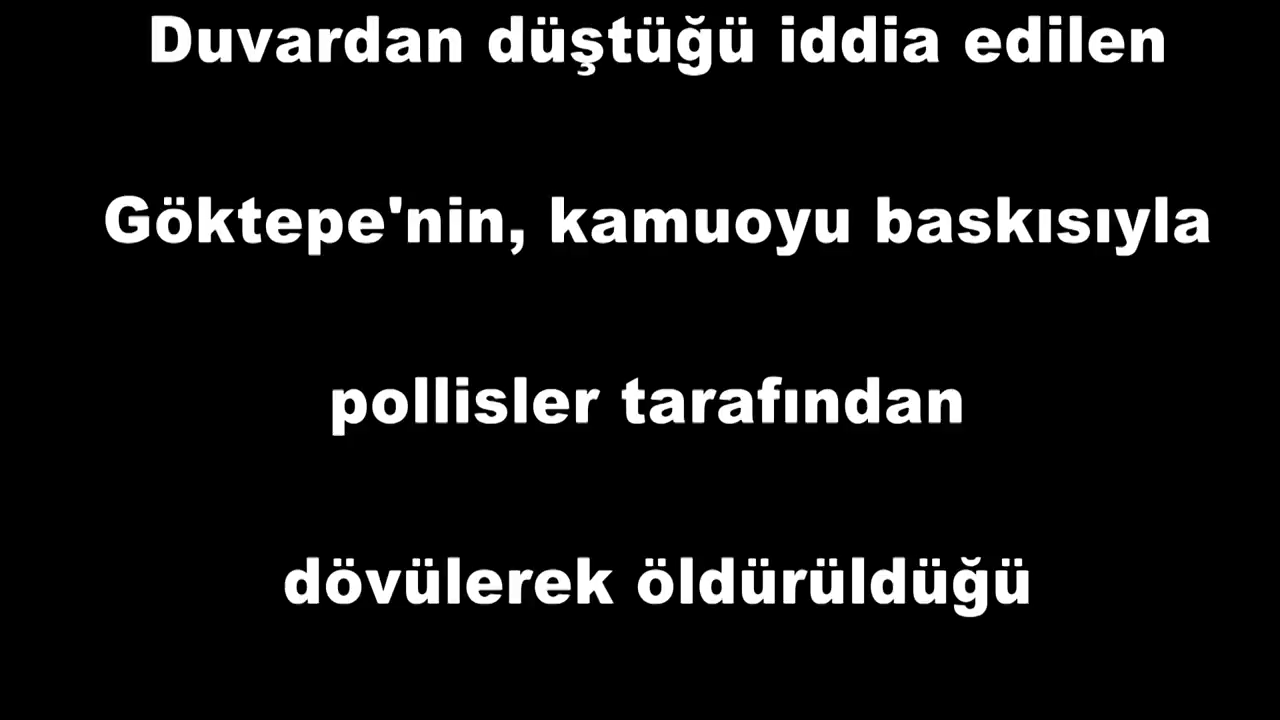 Duvardan düştüğü iddia edilen
Göktepe'nin, kamuoyu baskısıyla
pollisler tarafından
dövülerek öldürüldüğü